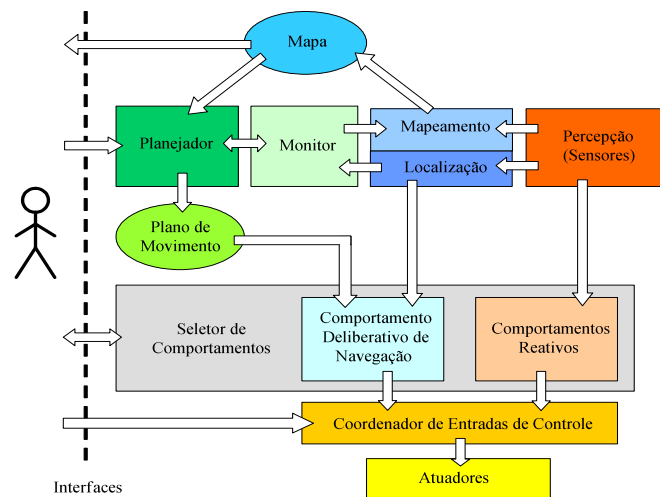 Mapa
Planejador
Monitor
Mapeamento
Localização
Percepção
(Sensores)
Plano de
Movimento
Seletor de
Comportamentos
Comportamento
Deliberativo de
Navegação
Comportamentos
Reativos
Coordenador de Entradas de Controle
Atuadores
Interfaces